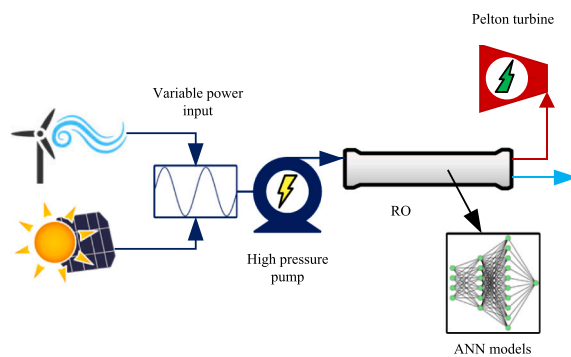 Pelton turbine
Variable power
input
High pressure
pump
RO
ANN models